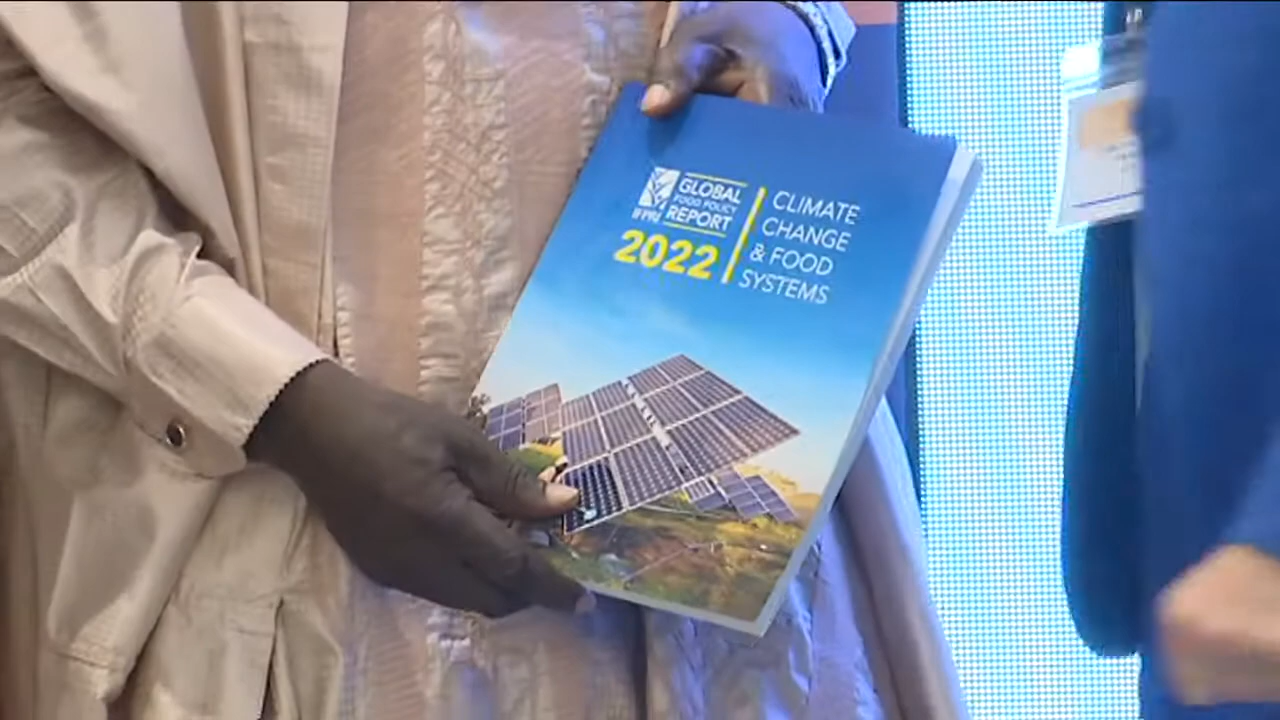 IFPRI
GLOBAL
FOOD POLICY
REPORT
2022
CLIMATE
CHANGE
& FOOD
SYSTEMS